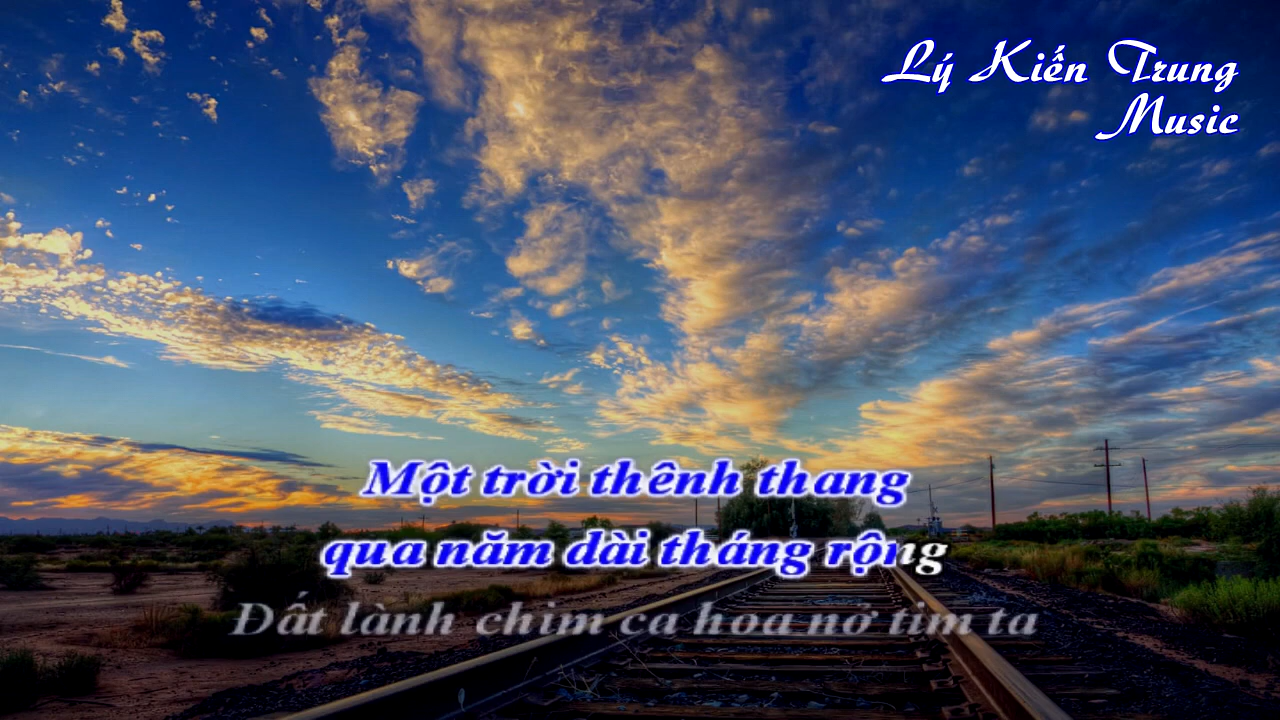 Lý Kiến Trung
Music
Một trời thênh thang
qua năm dài tháng rộng
Đất lành chim ca hoa nở tim ta